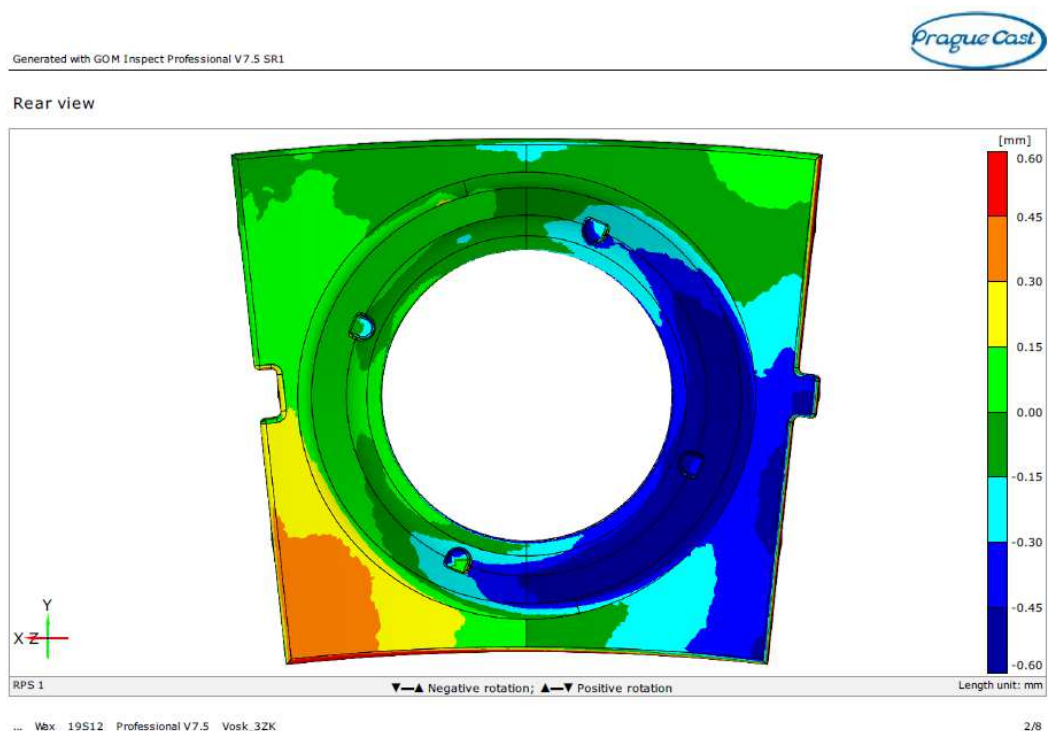 Prague Cast
Generated with GOM Inspect Professional V7.5 SR1
Rear view
[mm]
0.60
0.45
0.30
0.15
0.00
-0.15
-0.30
-0.45
-0.60
Y
X Z
RPS 1
▼—▲ Negative rotation; ▲—▼ Positive rotation
Length unit: mm
... Wax 19S12 Professional V7.5 Vosk_3ZK
2/8